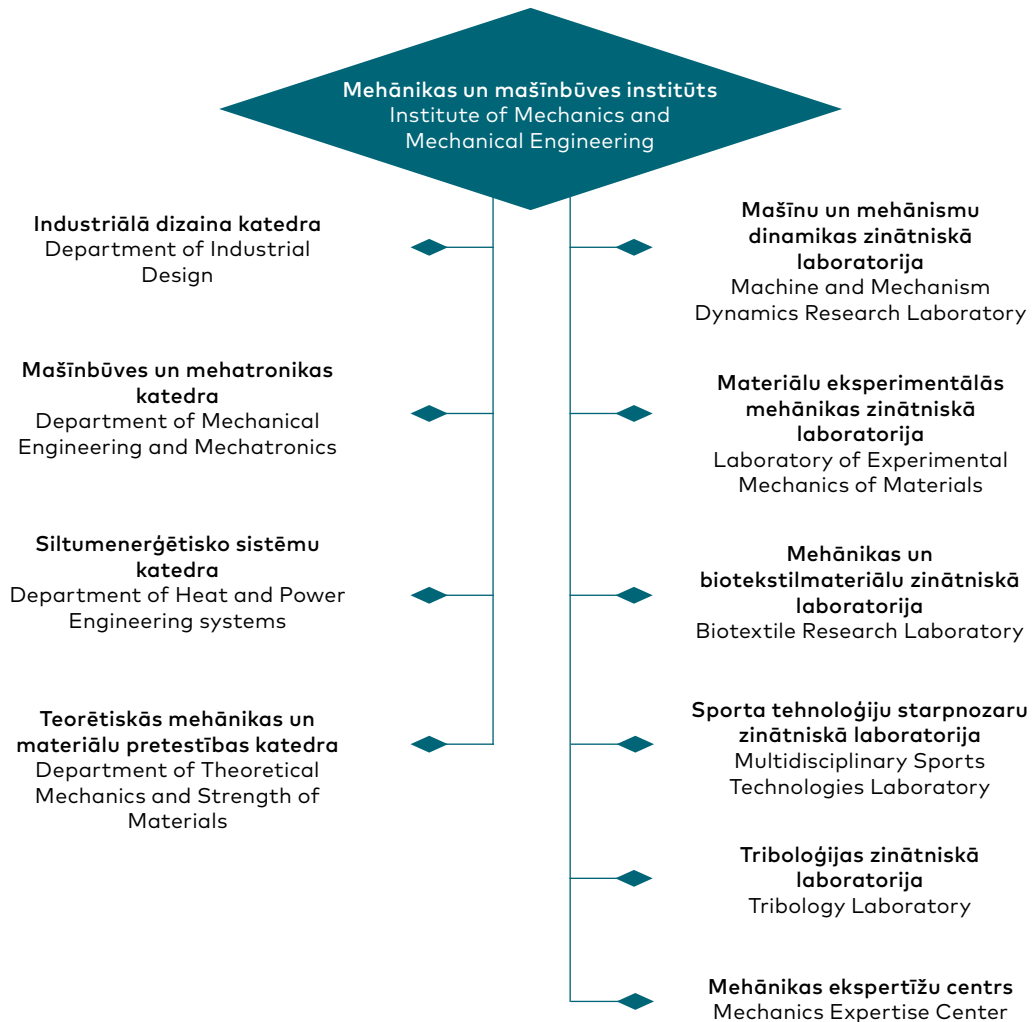 Mehānikas un mašīnbūves institūts
Institute of Mechanics and
Mechanical Engineering
Industriālā dizaina katedra
Department of Industrial
Design
Mašīnbūves un mehatronikas
katedra
Department of Mechanical
Engineering and Mechatronics
Siltumenerģētisko sistēmu
katedra
Department of Heat and Power
Engineering systems
Teorētiskās mehānikas un
materiālu pretestības katedra
Department of Theoretical
Mechanics and Strength of
Materials
Mašīnu un mehānismu
dinamikas zinātniskā
laboratorija
Machine and Mechanism
Dynamics Research Laboratory
Materiālu eksperimentālās
mehānikas zinātniskā
laboratorija
Laboratory of Experimental
Mechanics of Materials
Mehānikas un
biotekstilmateriālu zinātniskā
laboratorija
Biotextile Research Laboratory
Sporta tehnoloģiju starpnozaru
zinātniskā laboratorija
Multidisciplinary Sports
Technologies Laboratory
Triboloģijas zinātniskā
laboratorija
Tribology Laboratory
Mehānikas ekspertīžu centrs
Mechanics Expertise Center